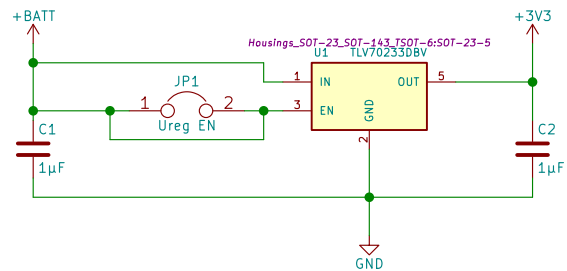 +BATT
+3V3
Housings_SOT-23_SOT-143_TSOT-6:SOT-23-5
U1 TLV70233DBV
JP1
1 IN OUT 5
1 2
3 EN
GND
Ureg EN
C1
C2
2
1µF
1µF
GND